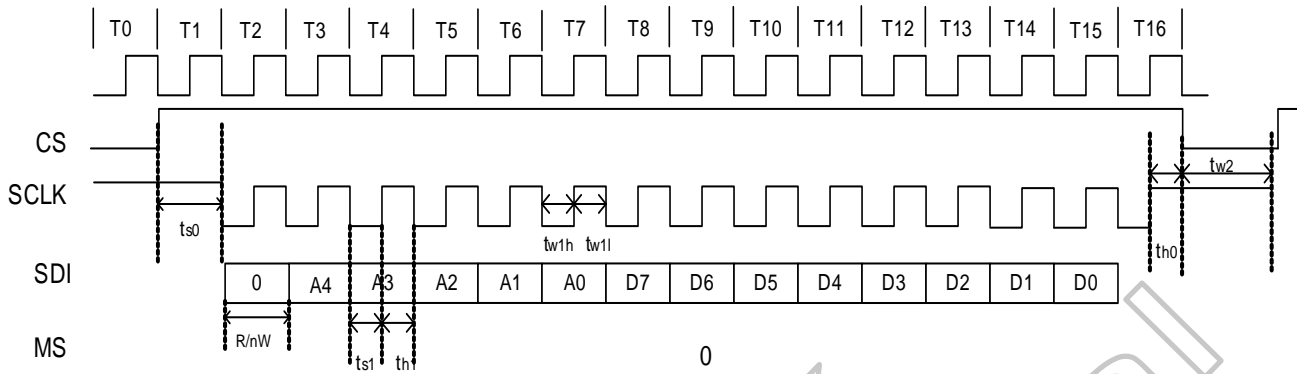 T0 T1 T2 T3 T4 T5 T6 T7 T8 T9 T10 T11 T12 T13 T14 T15 T16
CS
tw2
SCLK
ts0
tw1h tw1l
th0
SDI
0 A4 A3 A2 A1 A0 D7 D6 D5 D4 D3 D2 D1 D0
R/nW
MS
ts1 th1
0